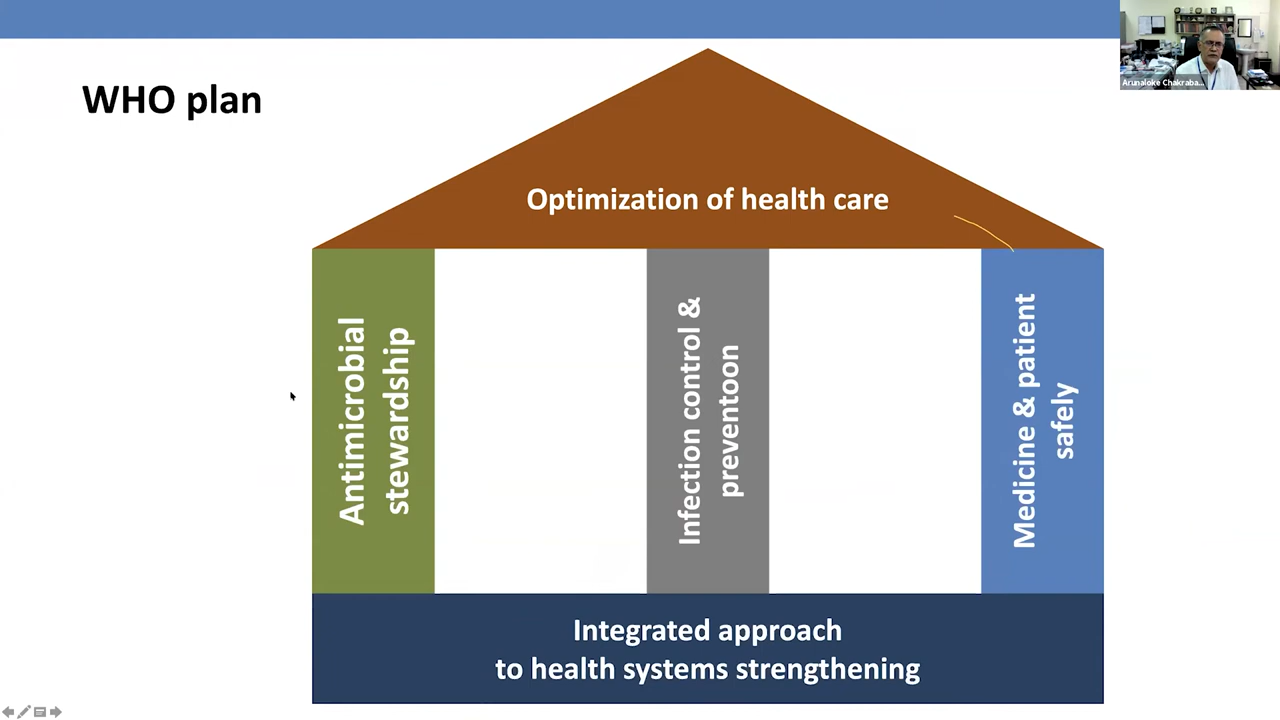 Arunaloke Chakraba...
WHO plan
Optimization of health care
Antimicrobial
stewardship
Infection control &
preventoon
Medicine & patient
safely
Integrated approach
to health systems strengthening